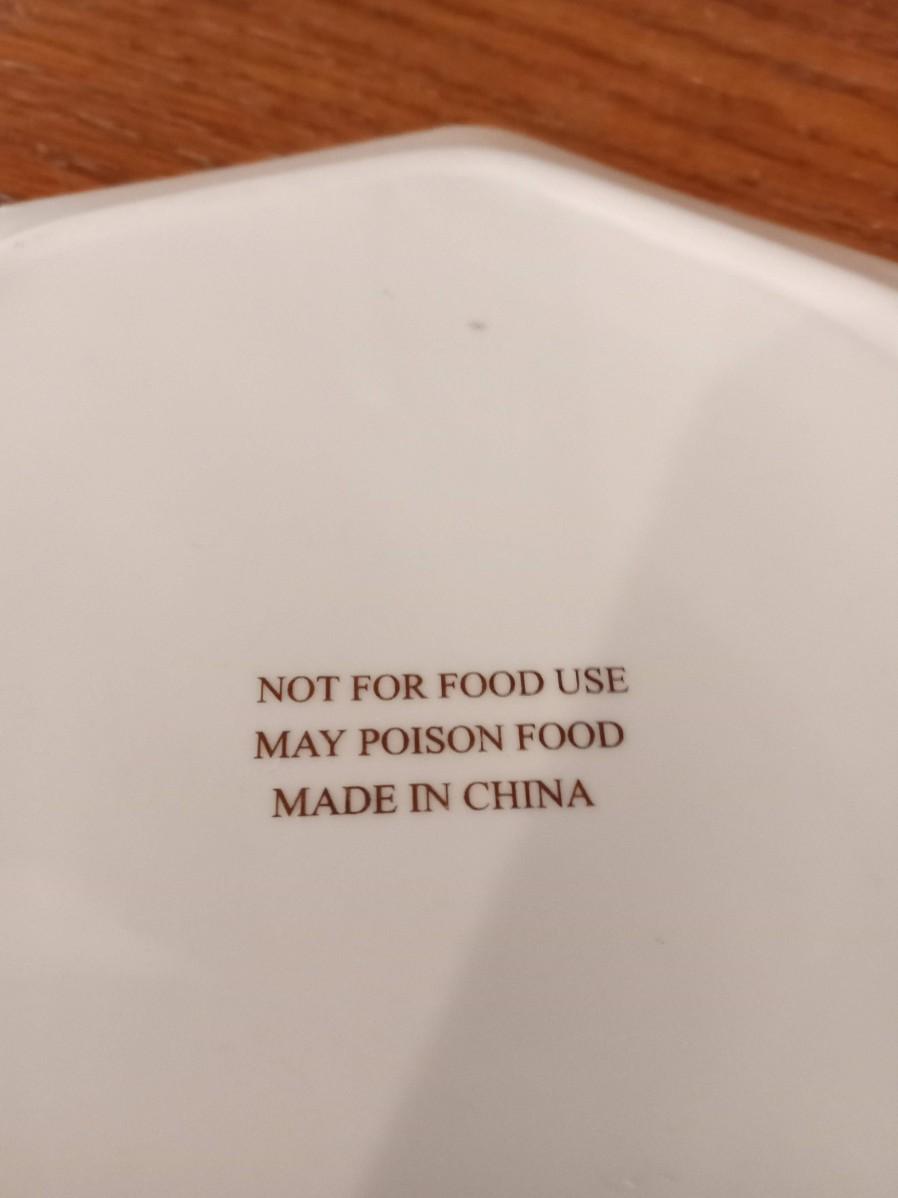 NOT FOR FOOD USE
MAY POISON FOOD
MADE IN CHINA